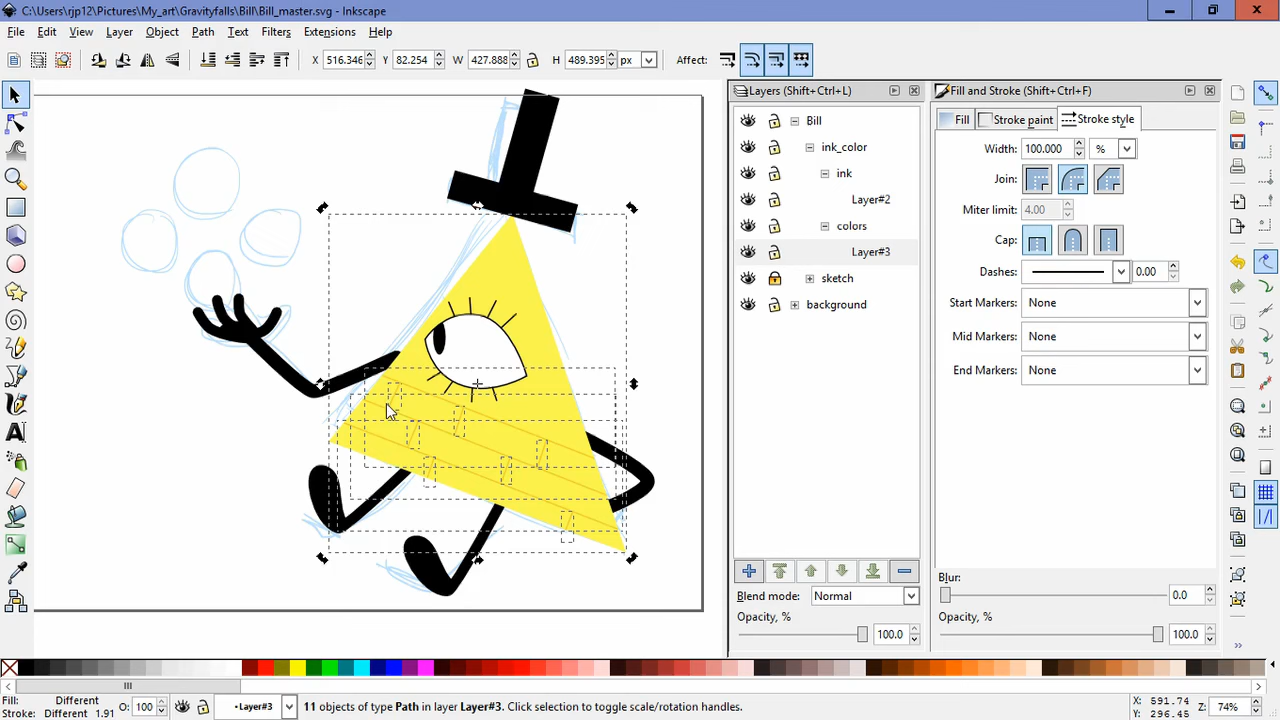 C:\Users\rjp12\Pictures\My_art\Gravityfalls\Bill\Bill_master.svg - Inkscape
File Edit View Layer Object Path Filters Text Extensions Help
X 516.346 Y 82.254 W 427.888 H 489.395 px Affect:
Layers (Shift+Ctrl+L)
Bill
ink_color
ink
Layer#2
colors
Layer#3
sketch
background
Blend mode: Normal
Opacity, % 
100.0
Fill and Stroke (Shift+Ctrl+F)
Fill Stroke paint Stroke style
Width: 100.000 %
Join:
Miter limit: 4.00
Cap:
Dashes: 0.00
Start Markers: None
Mid Markers: None
End Markers: None
Blur:
0.0
Opacity, %
100.0
Fill: Different
Stroke: Different 1.91
O: 100
•Layer#3
11 objects of type Path in layer Layer#3. Click selection to toggle scale/rotation handles.
X: 591.74
Y: 296.45
Z: 74%